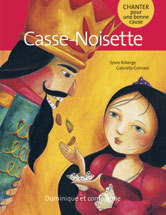 CHANTER
pour
une bonne
cause
Casse-Noisette
Sylvie Roberge
Gabrielle Grimard
Dominique et compagnie